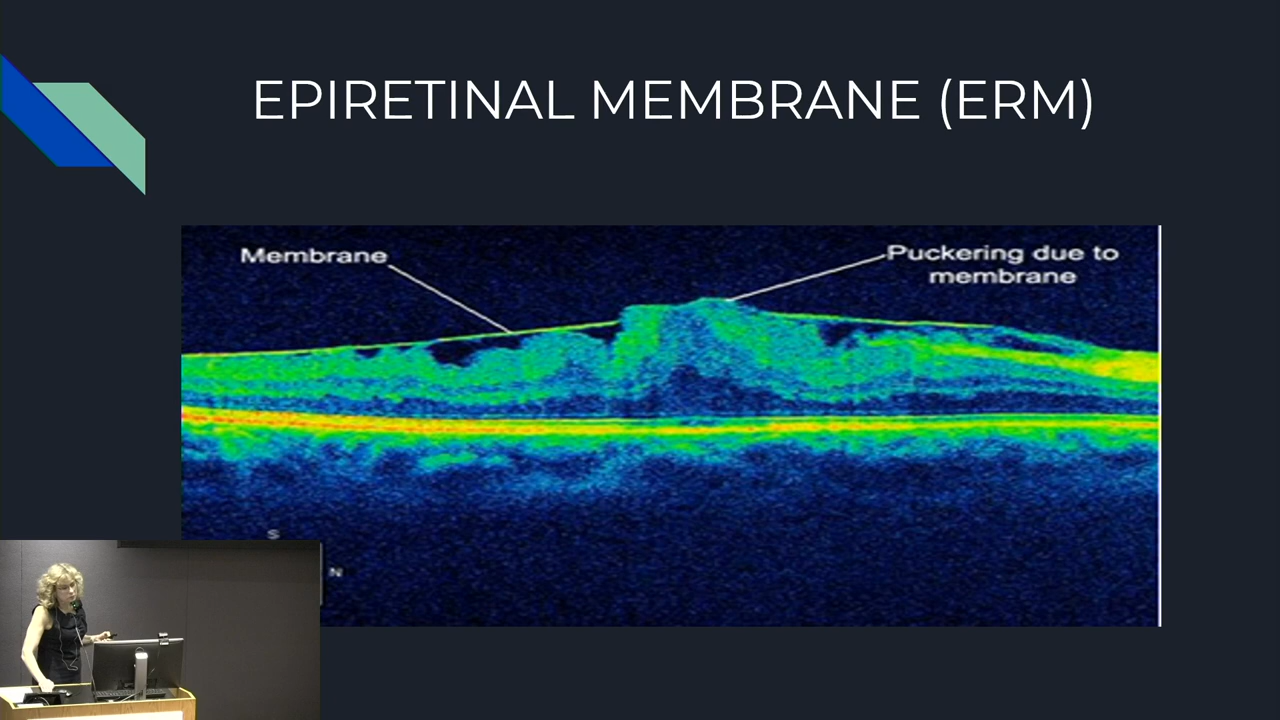 EPIRETINAL MEMBRANE (ERM)
Membrane
Puckering due to
membrane
S
N